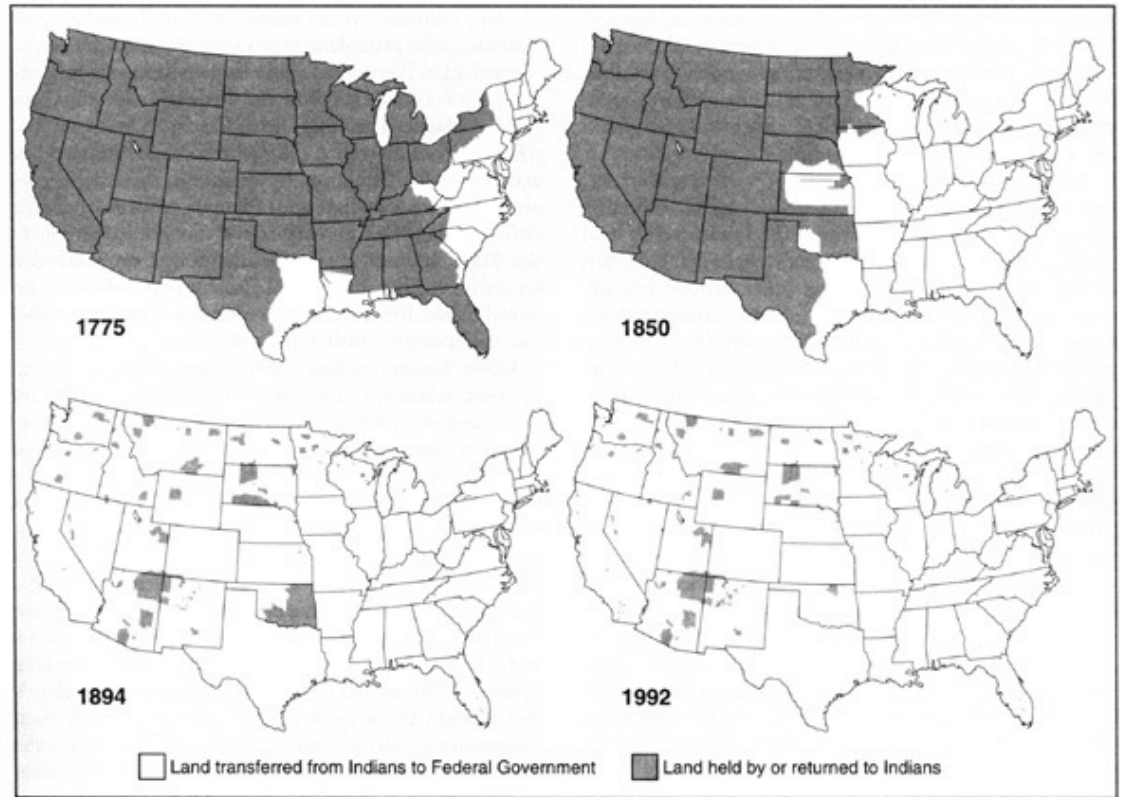 1775
1850
1894
1992
Land transferred from Indians to Federal Government
Land held by or returned to Indians